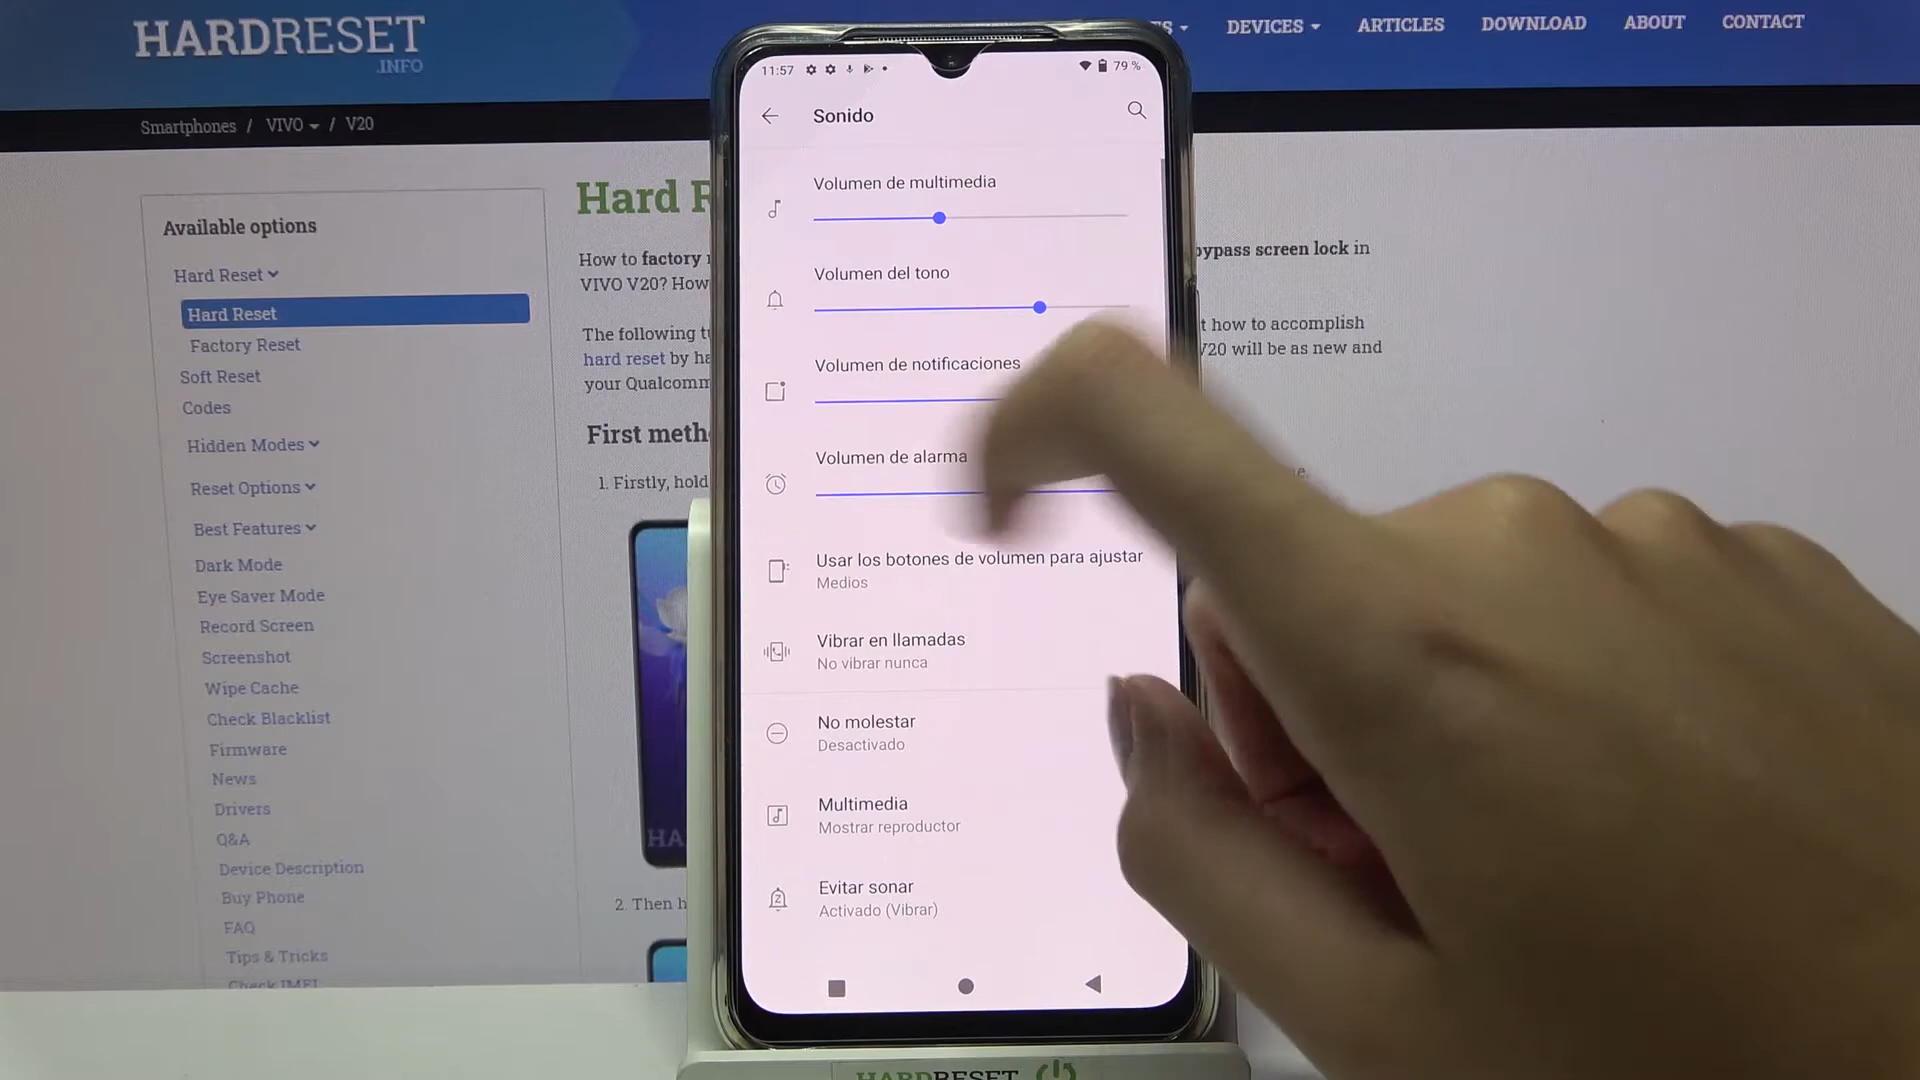 HARDRESET
.INFO
DEVICES
ARTICLES
DOWNLOAD
ABOUT
CONTACT
Smartphones / VIVO / V20
Available options
Hard Reset
Hard Reset
Factory Reset
Soft Reset
Codes
Hidden Modes
Reset Options
Best Features
Dark Mode
Eye Saver Mode
Record Screen
Screenshot
Wipe Cache
Check Blacklist
Firmware
News
Drivers
Q&A
Device Description
Buy Phone
FAQ
Tips & Tricks
Check IMEI
Hard R
How to factory
VIVO V20? How
The following
hard reset by
your Qualcomm
First
1. Firstly, hold
2. Then
bypass screen lock in
how to accomplish
V20 will be as new and
11:57
79 %
Sonido
Volumen de multimedia
Volumen del tono
Volumen de notificaciones
Volumen de alarma
Usar los botones de volumen para ajustar
Medios
Vibrar en llamadas
No vibrar nunca
No molestar
Desactivado
Multimedia
Mostrar reproductor
Evitar sonar
Activado (Vibrar)
HARDRESET